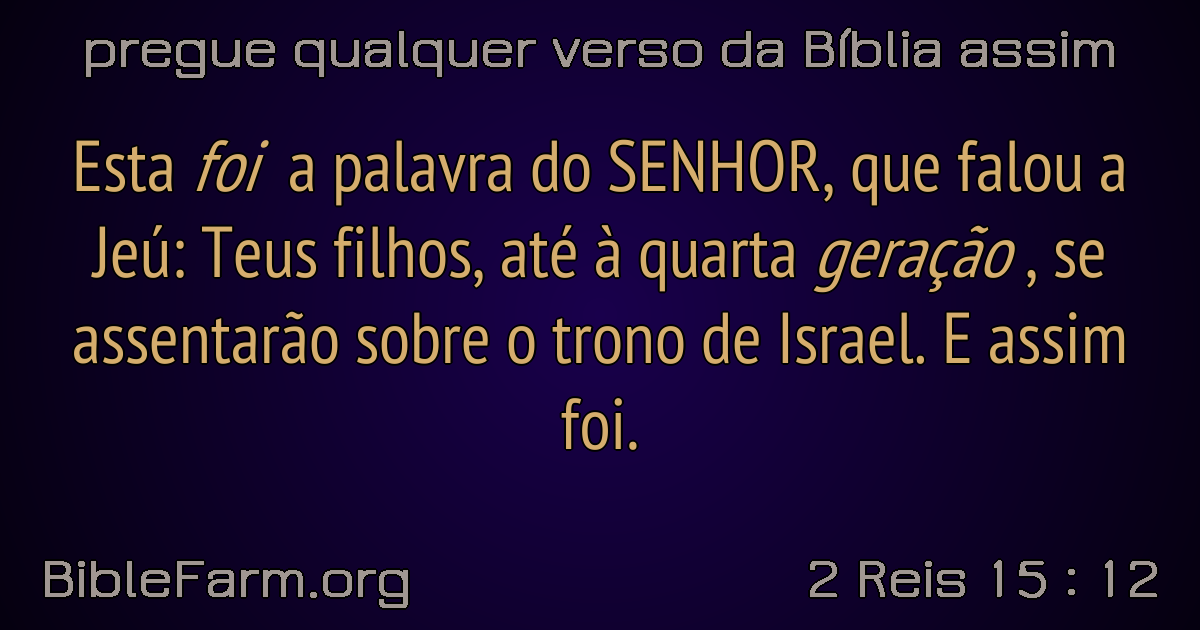 pregue qualquer verso da Bíblia assim
Esta foi a palavra do SENHOR, que falou a
Jeú: Teus filhos, até à quarta geração , se
assentarão sobre o trono de Israel. E assim
foi.
BibleFarm.org
2 Reis 15 : 12